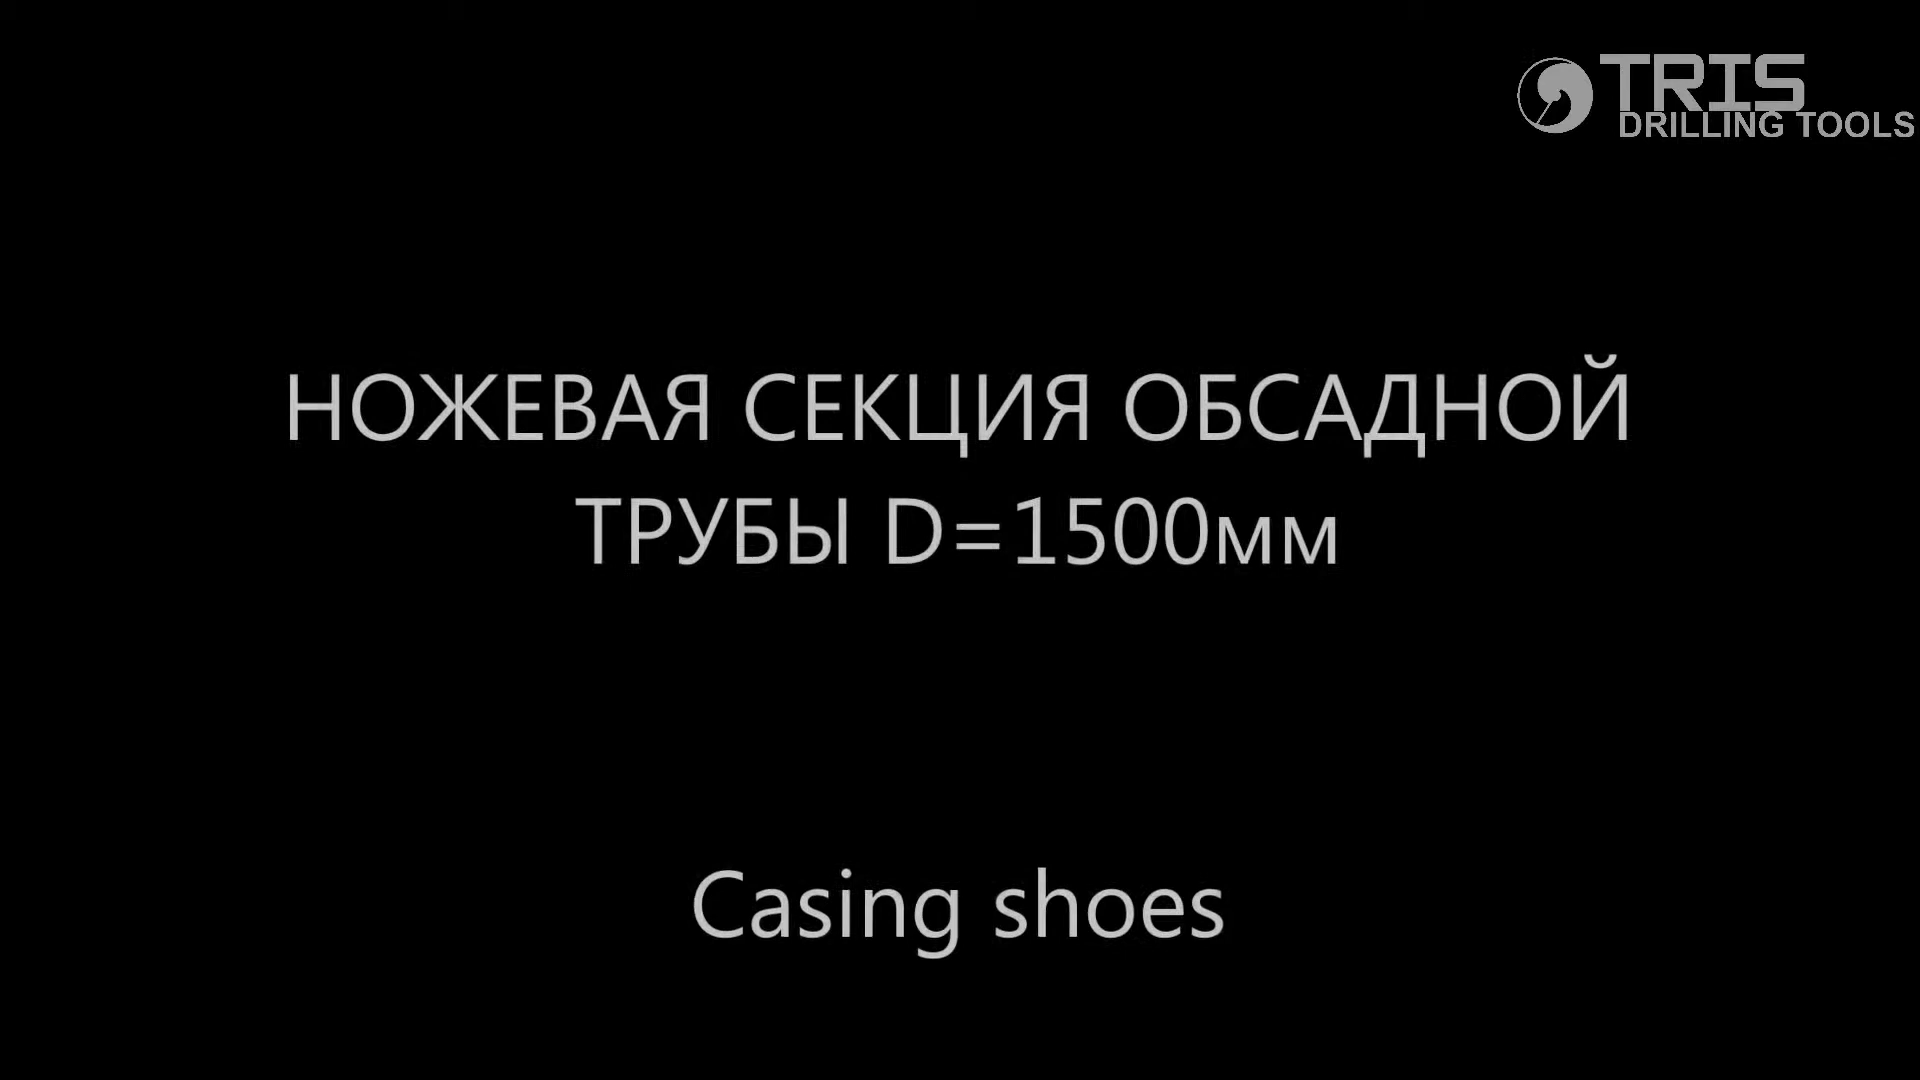 TRIS
DRILLING TOOLS
НОЖЕВАЯ СЕКЦИЯ ОБСАДНОЙ
ТРУБЫ D=1500мм
Casing shoes